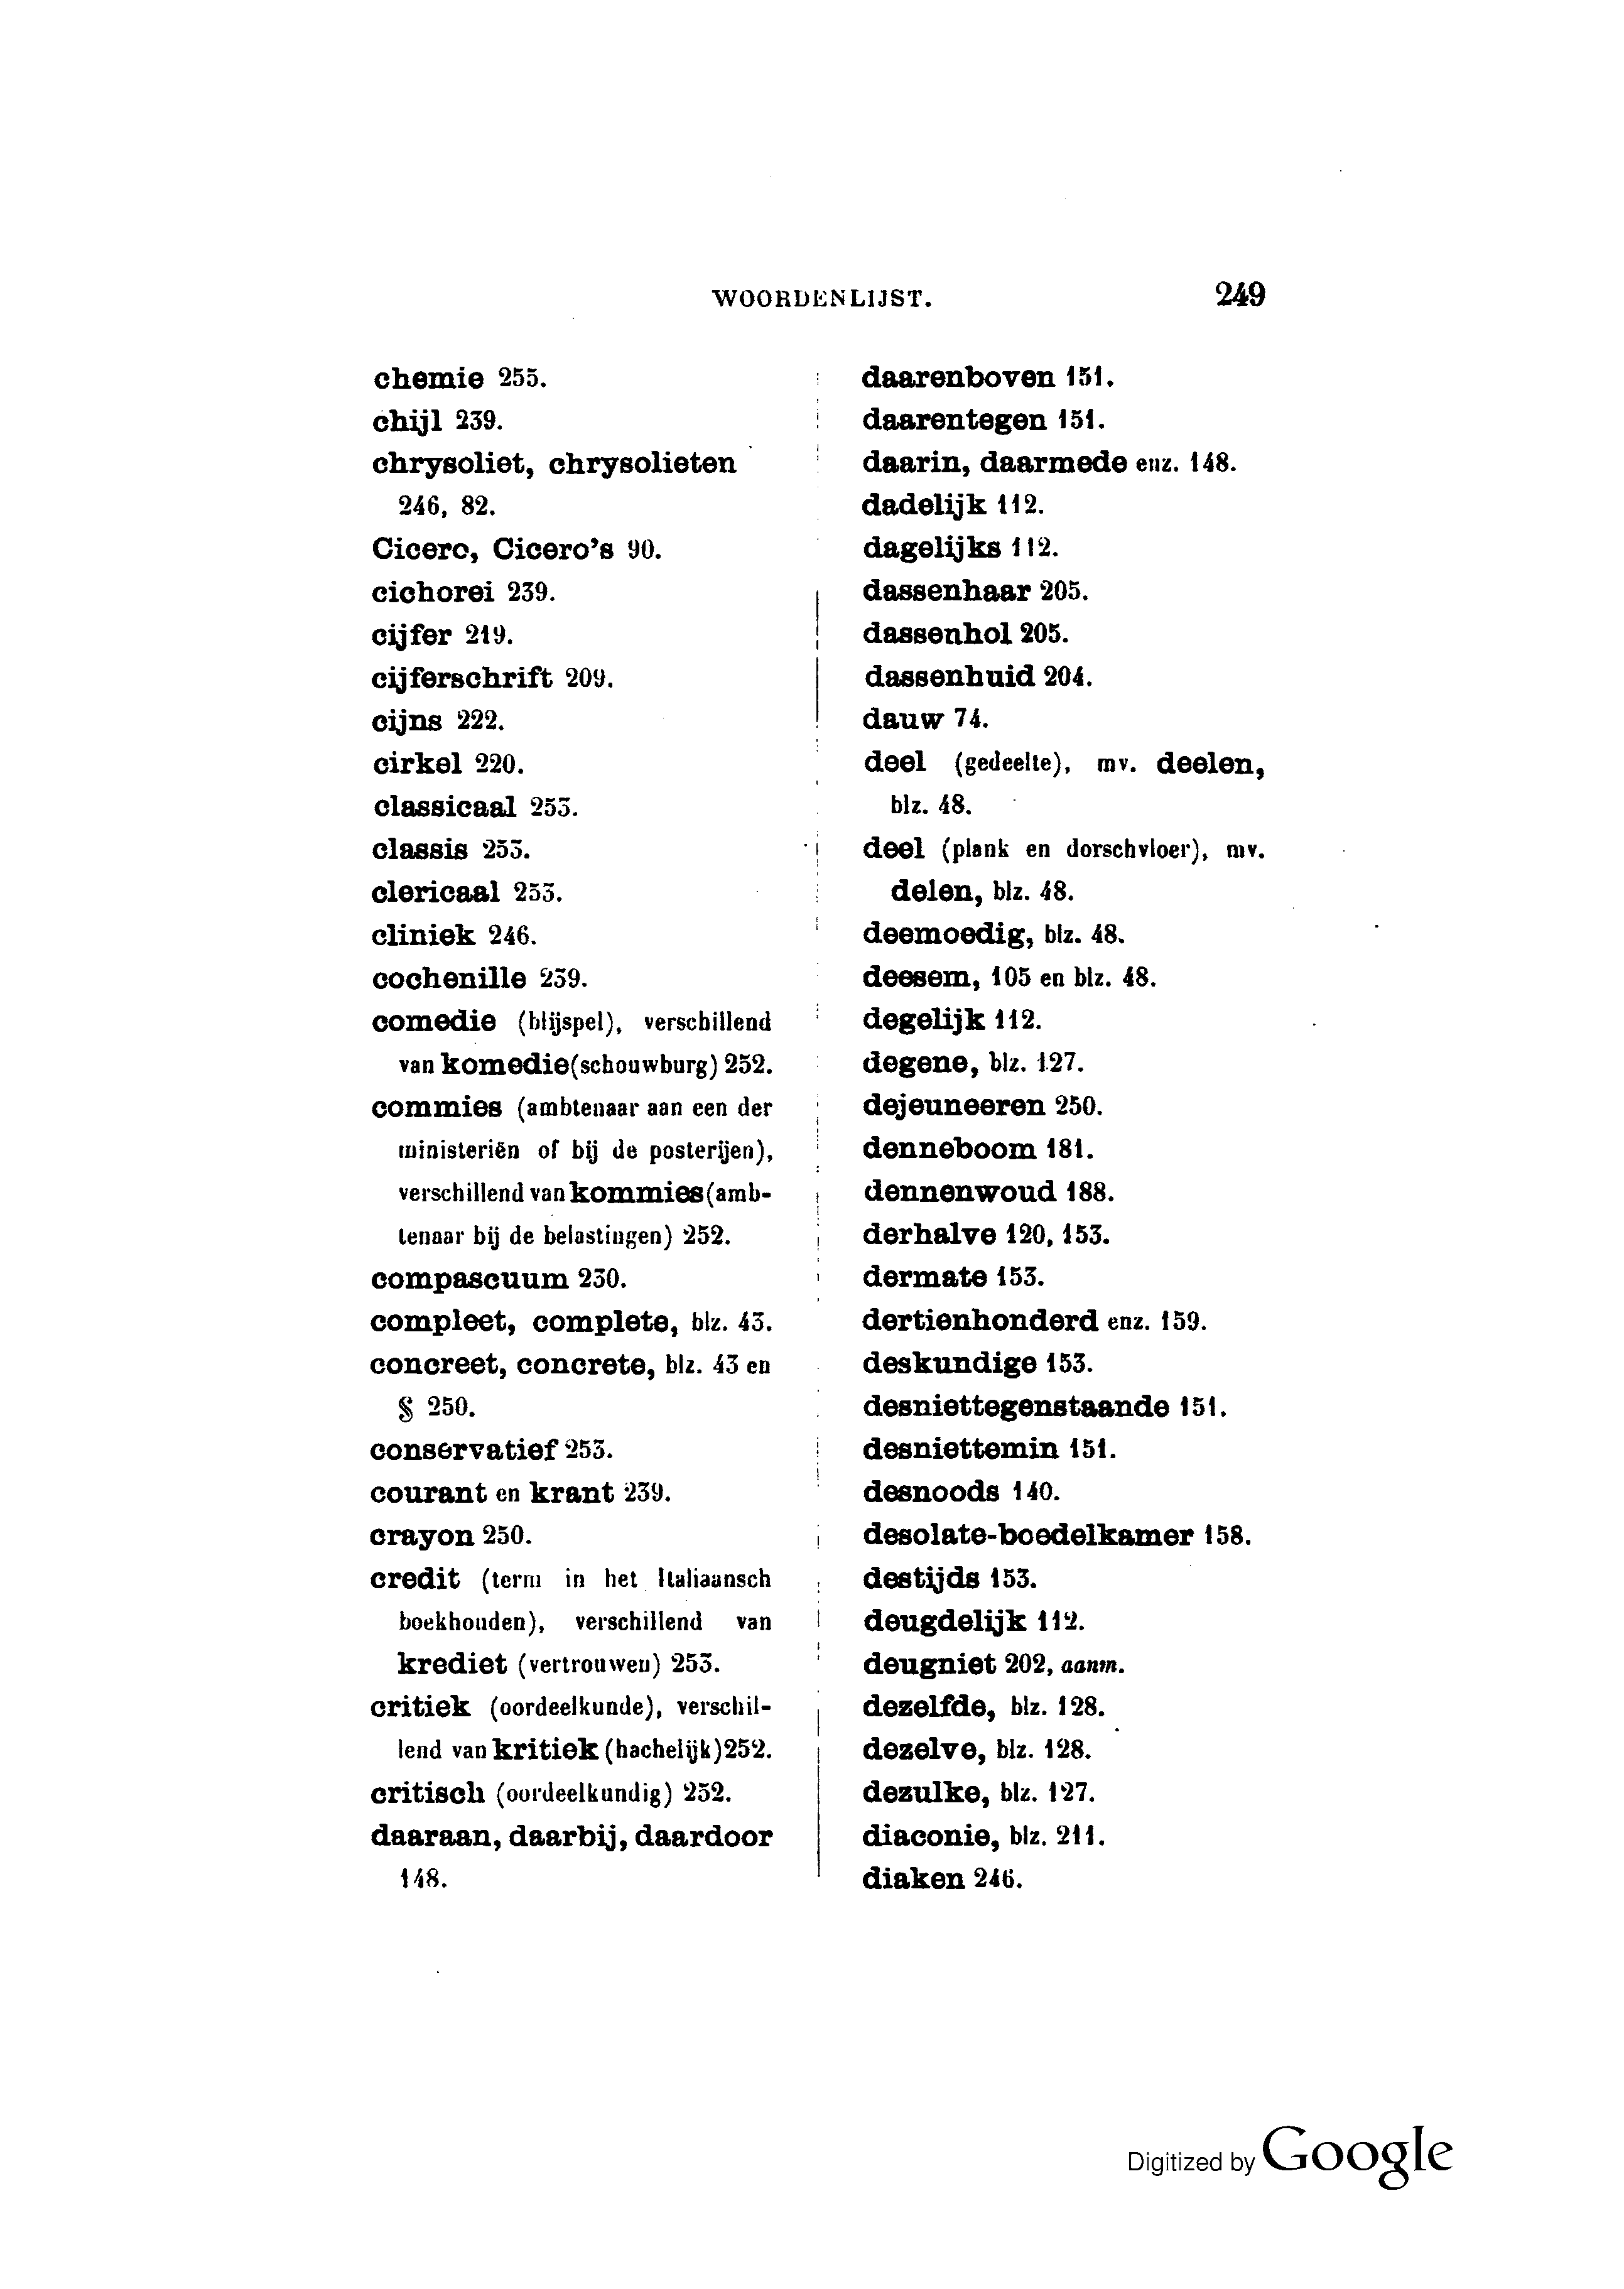 WOORDENLIJST.
249
chemie 255.
chijl 239.
chrysoliet, chrysolieten
246, 82.
Cicero, Cicero's 90.
cichorei 239.
cijfer 219.
cijferschrift 209.
cijns 222.
cirkel 220.
classicaal 253.
classis 253.
clericaal 253.
cliniek 246.
cochenille 239.
comedie (blijspel), verschillend
van komedie (schouwburg) 252.
commies (ambtenaar aan een der
ministeriën of bij de posterijen),
verschillend van kommies (amb-
tenaar bij de belastingen) 252.
compascuum 230.
compleet, complete, blz. 43.
concreet, concrete, blz. 43 en
§ 250.
conservatief 253.
courant en krant 239.
crayon 250.
credit (term in het Italiaansch
boekhouden), verschillend van
krediet (vertrouwen) 253.
critiek (oordeelkunde), verschil-
lend van kritiek (hachelijk) 252.
critisch (oordeelkundig) 252.
daaraan, daarbij, daardoor
148.
daarenboven 151.
daarentegen 151.
daarin, daarmede enz. 148.
dadelijk 112.
dagelijks 112.
dassenhaar 205.
dassenhol 205.
dassenhuid 204.
dauw 74.
deel (gedeelte), mv. deelen,
blz. 48.
deel (plank en dorschvloer), mv.
delen, blz. 48.
deemoedig, blz. 48.
deesem, 105 en blz. 48.
degelijk 112.
degene, blz. 127.
dejeuneeren 250.
denneboom 181.
dennenwoud 188.
derhalve 120, 153.
dermate 153.
dertienhonderd enz. 159.
deskundige 153.
desniettegenstaande 151.
desniettemin 151.
desnoods 140.
desolate-boedelkamer 158.
destijds 153.
deugdelijk 112.
deugniet 202, aanm.
dezelfde, blz. 128.
dezelve, blz. 128.
dezulke, blz. 127.
diaconie, blz. 211.
diaken 246.
Digitized by Google